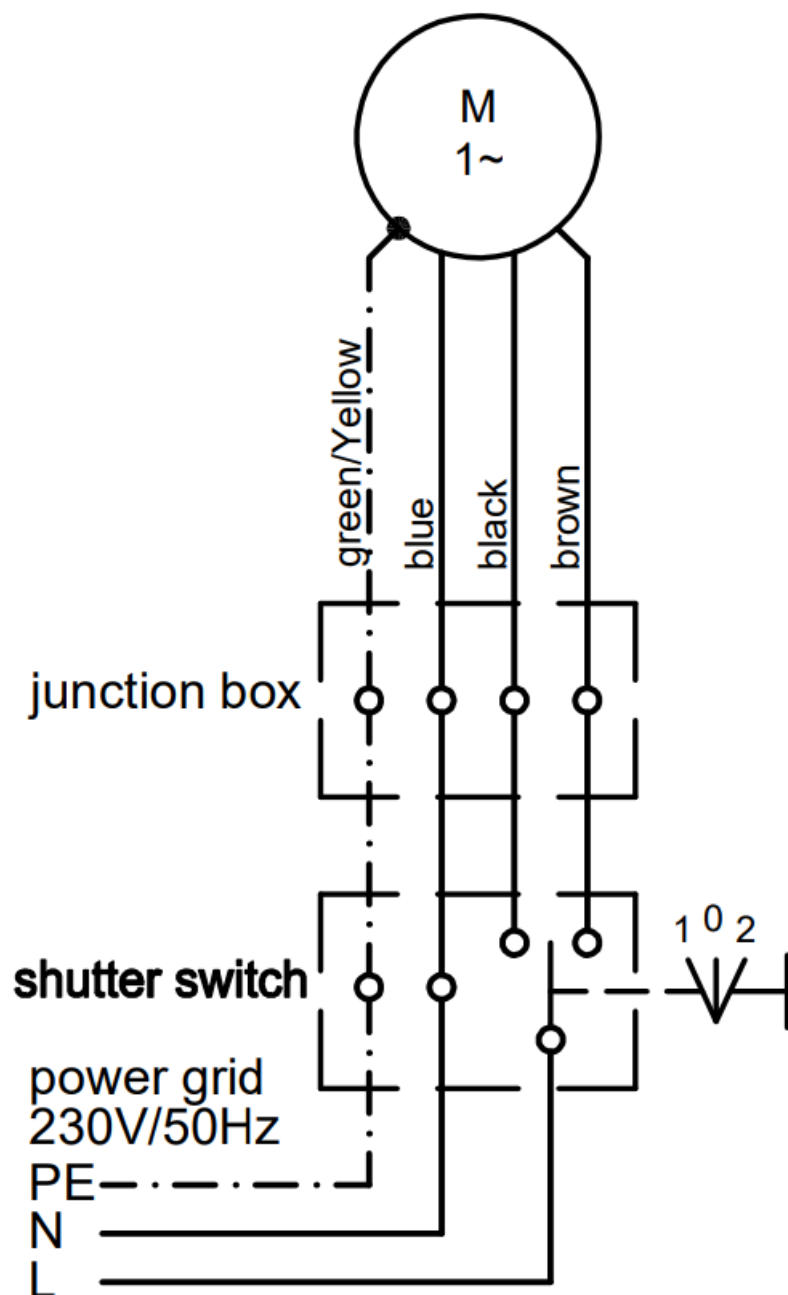 M
1~
green/Yellow
blue
black
brown
junction box
1 0 2
shutter switch
power grid
230V/50Hz
PE
N
L